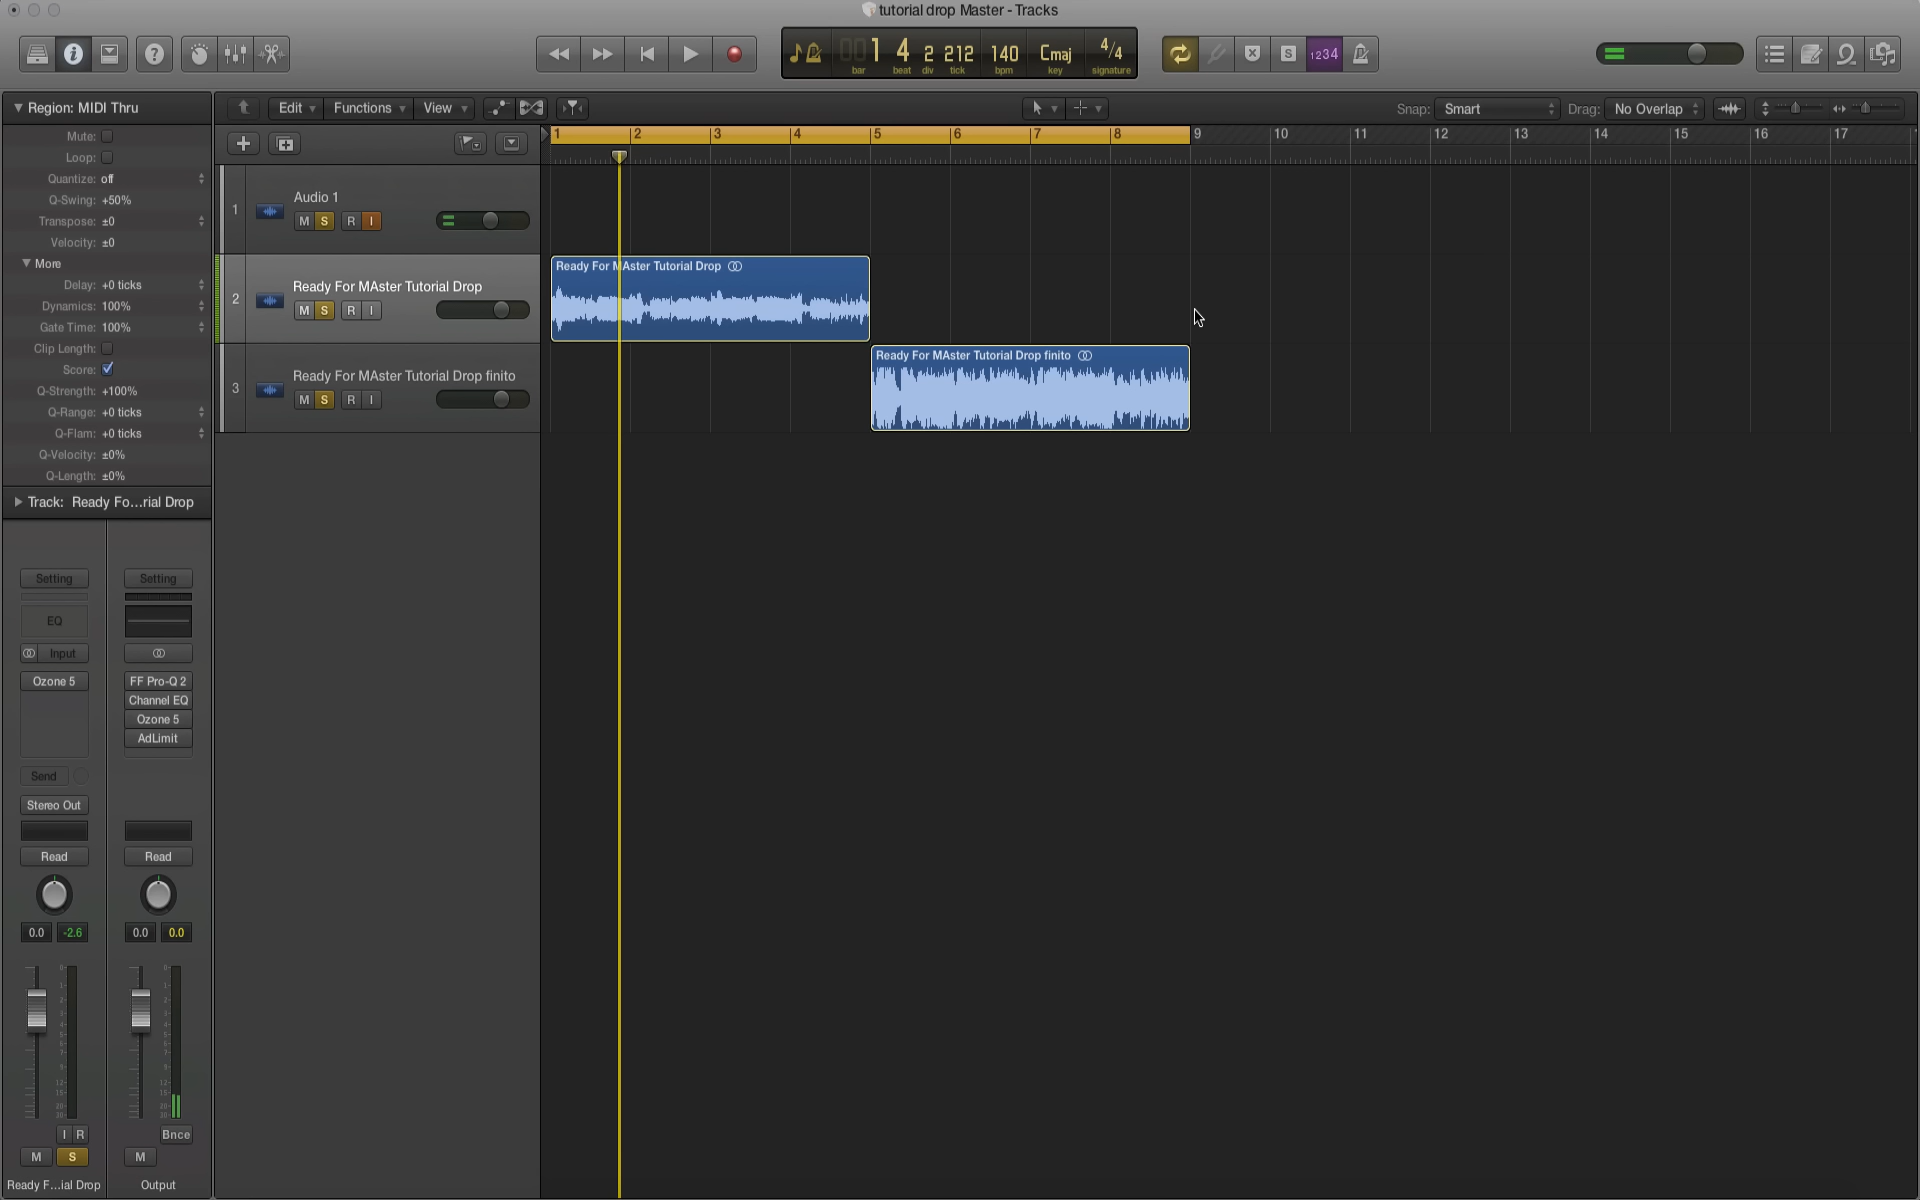 tutorial drop Master - Tracks
1 4 2 212 140 Cmaj 4/4
bar beat div tick bpm key signature
S 1234
Region: MIDI Thru
Edit Functions View
Snap: Smart Drag: No Overlap
Mute:
Loop:
Quantize: off
Q-Swing: +50%
Transpose: ±0
Velocity: ±0
More
Delay: +0 ticks
Dynamics: 100%
Gate Time: 100%
Clip Length:
Score:
Q-Strength: +100%
Q-Range: +0 ticks
Q-Flam: +0 ticks
Q-Velocity: ±0%
Q-Length: ±0%
Track: Ready Fo...rial Drop
1 2 3 4 5 6 7 8 9 10 11 12 13 14 15 16 17
1 Audio 1
M S R I
2 Ready For MAster Tutorial Drop
M S R I
3 Ready For MAster Tutorial Drop finito
M S R I
Ready For MAster Tutorial Drop
Ready For MAster Tutorial Drop finito
Setting Setting
EQ
Input
Ozone 5 FF Pro-Q 2
Channel EQ
Ozone 5
AdLimit
Send
Stereo Out
Read Read
0.0 -2.6 0.0 0.0
I R Bnce
M S M
Ready F...ial Drop Output